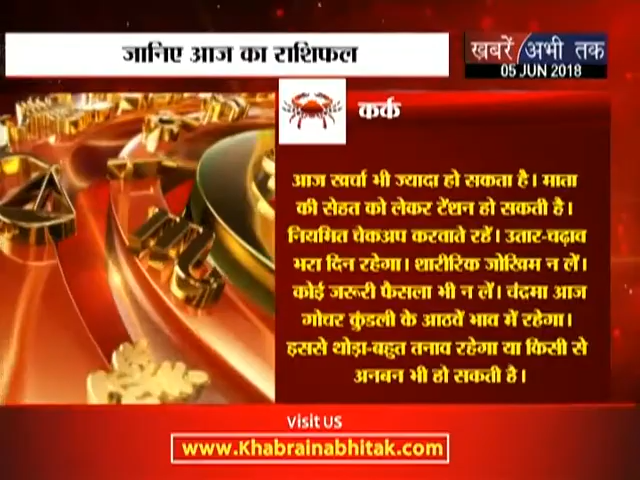 जानिए आज का राशिफल
ख़बरें अभी तक
05 JUN 2018
कर्क
आज खर्चा भी ज्यादा हो सकता है। माता
की सेहत को लेकर टेंशन हो सकती है।
नियमित चेकअप करवाते रहें। उतार-चढ़ाव
भरा दिन रहेगा। शारीरिक जोखिम न लें।
कोई जरूरी फैसला भी न लें। चंद्रमा आज
गोचर कुंडली के आठवें भाव में रहेगा।
इससे थोड़ा-बहुत तनाव रहेगा या किसी से
अनबन भी हो सकती है।
visit us
www.Khabrainabhitak.com